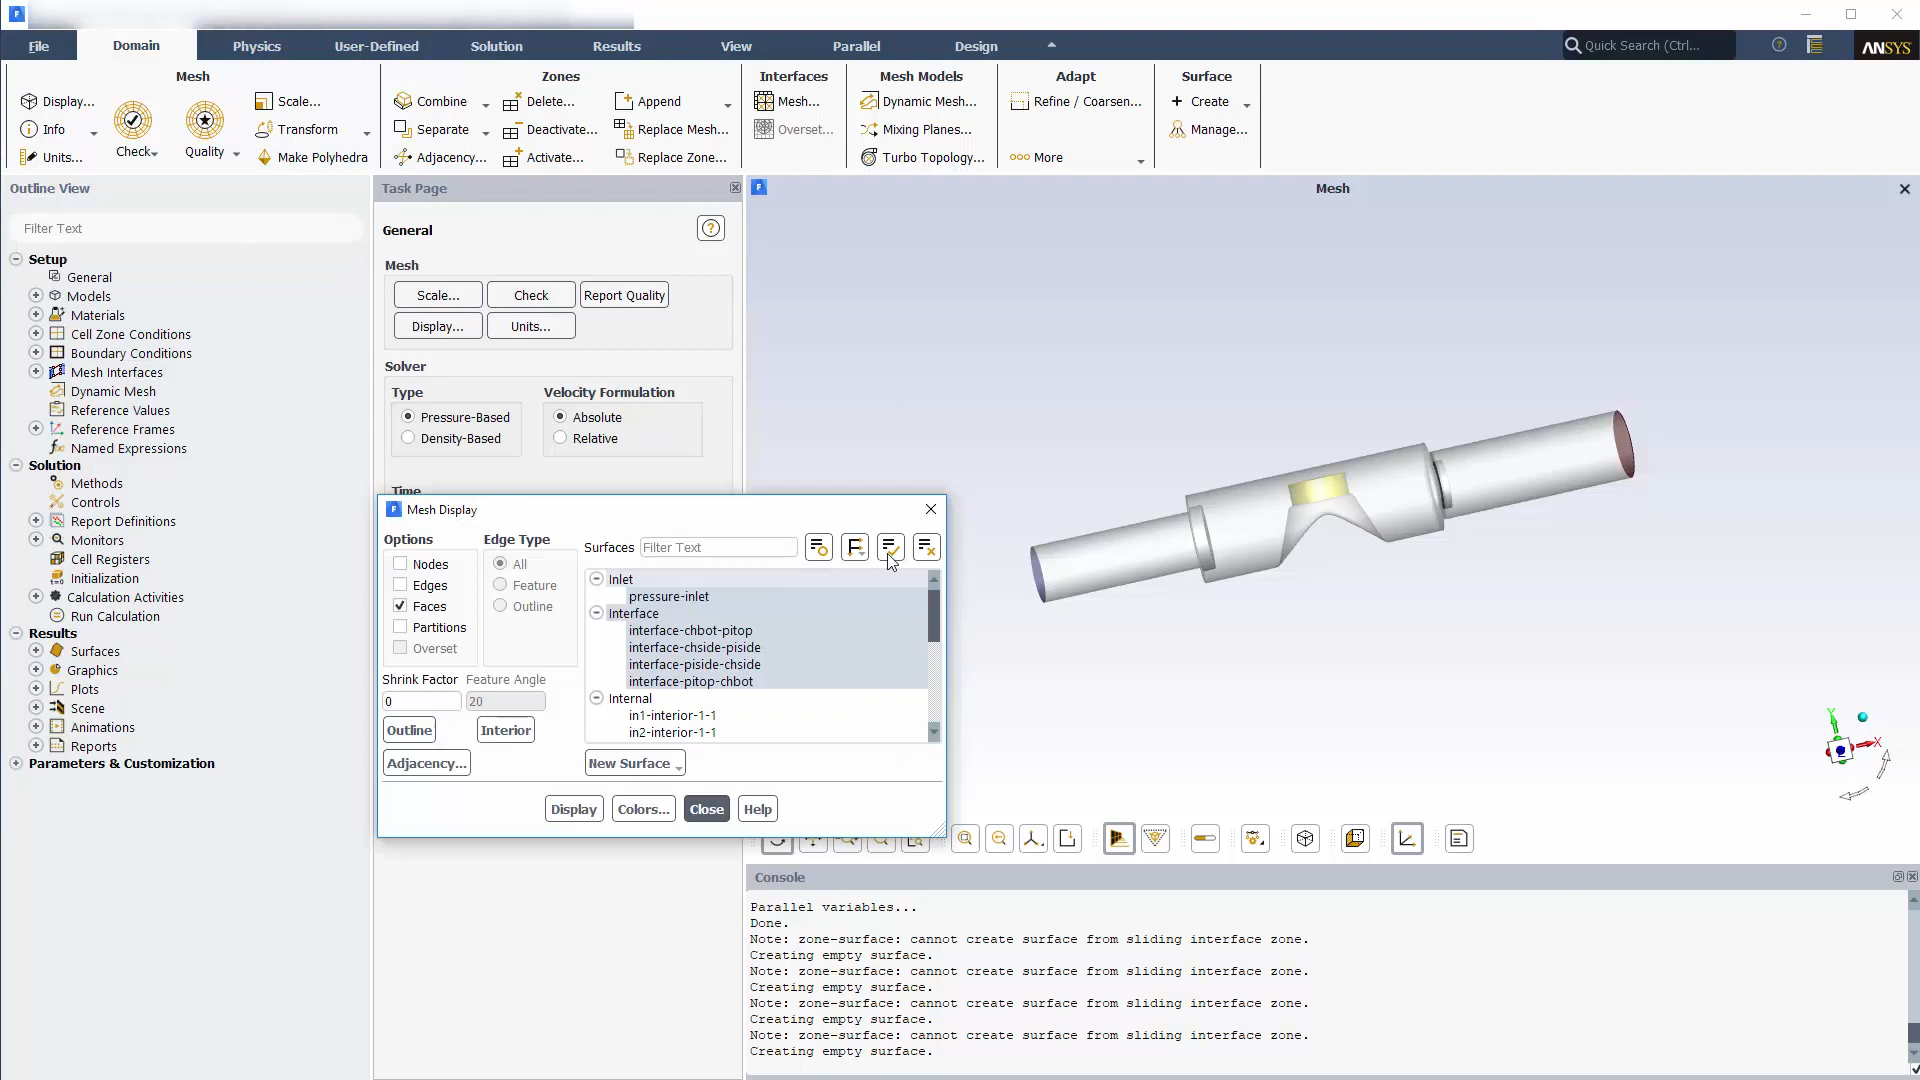 File
Domain
Physics
User-Defined
Solution
Results
View
Parallel
Design
Quick Search (Ctrl...
ANSYS
Mesh
Display...
Info
Units...
Check
Quality
Scale...
Transform
Make Polyhedra
Zones
Combine
Separate
Adjacency...
Delete...
Deactivate...
Activate...
Append
Replace Mesh...
Replace Zone...
Interfaces
Mesh...
Overset...
Mesh Models
Dynamic Mesh...
Mixing Planes...
Turbo Topology...
Adapt
Refine / Coarsen...
More
Surface
Create
Manage...
Outline View
Filter Text
Setup
General
Models
Materials
Cell Zone Conditions
Boundary Conditions
Mesh Interfaces
Dynamic Mesh
Reference Values
Reference Frames
Named Expressions
Solution
Methods
Controls
Report Definitions
Monitors
Cell Registers
Initialization
Calculation Activities
Run Calculation
Results
Surfaces
Graphics
Plots
Scene
Animations
Reports
Parameters & Customization
Task Page
General
Mesh
Scale...
Check
Report Quality
Display...
Units...
Solver
Type
Pressure-Based
Density-Based
Velocity Formulation
Absolute
Relative
Time
Mesh Display
Options
Nodes
Edges
Faces
Partitions
Overset
Edge Type
All
Feature
Outline
Shrink Factor
Feature Angle
0
20
Outline
Interior
Adjacency...
Surfaces
Filter Text
Inlet
pressure-inlet
Interface
interface-chbot-pitop
interface-chside-piside
interface-piside-chside
interface-pitop-chbot
Internal
in1-interior-1-1
in2-interior-1-1
New Surface
Display
Colors...
Close
Help
Mesh
Y
X
Console
Parallel variables...
Done.
Note: zone-surface: cannot create surface from sliding interface zone.
Creating empty surface.
Note: zone-surface: cannot create surface from sliding interface zone.
Creating empty surface.
Note: zone-surface: cannot create surface from sliding interface zone.
Creating empty surface.
Note: zone-surface: cannot create surface from sliding interface zone.
Creating empty surface.